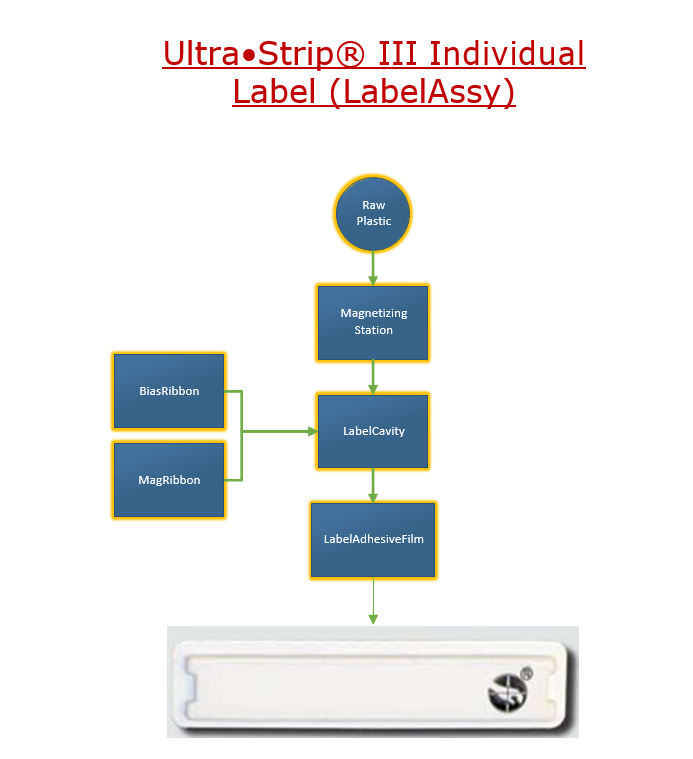 Ultra•Strip® III Individual
Label (LabelAssy)
Raw
Plastic
Magnetizing
Station
BiasRibbon
LabelCavity
MagRibbon
LabelAdhesiveFilm
®